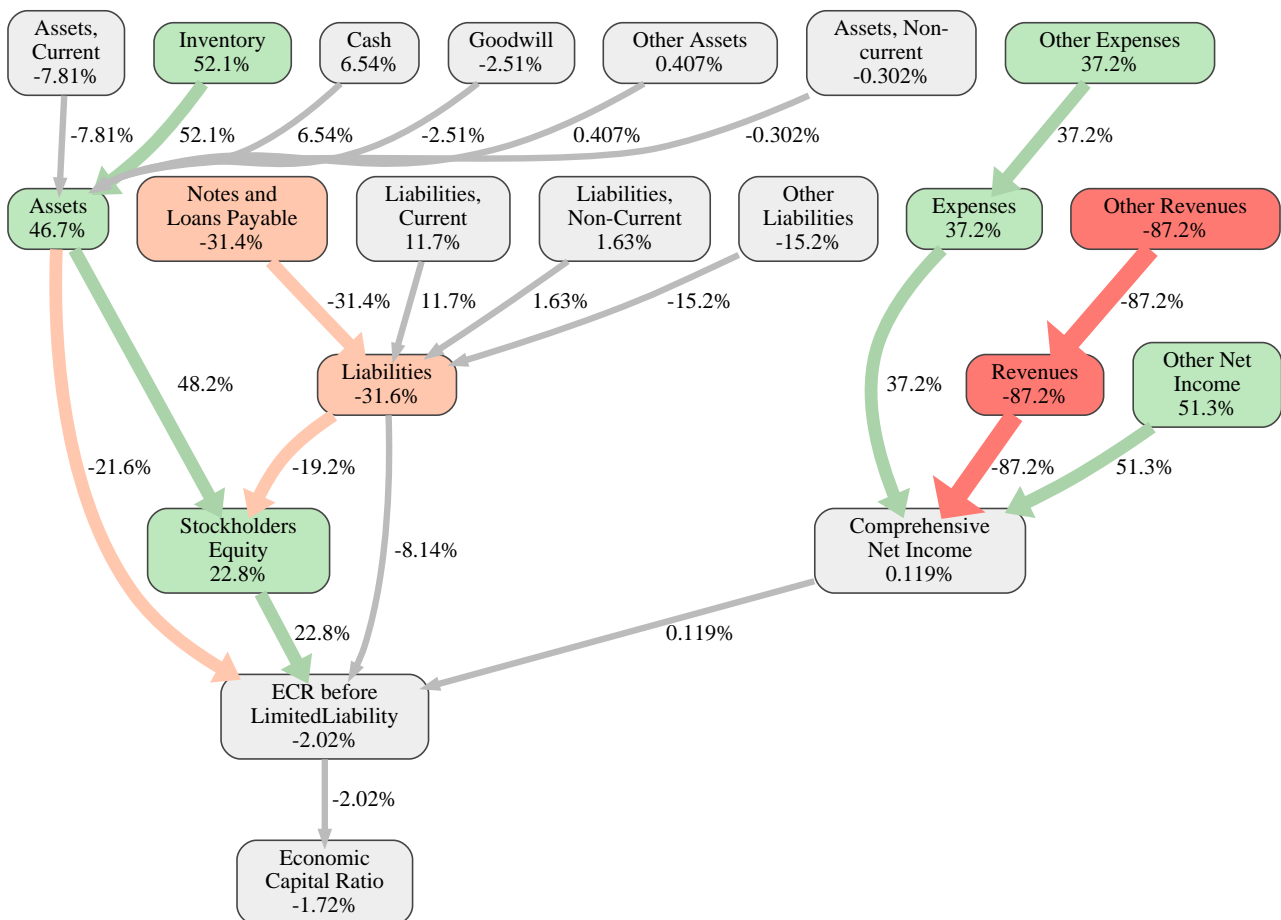 Assets,
Current
-7.81%
Inventory
52.1%
Cash
6.54%
Goodwill
-2.51%
Other Assets
0.407%
Assets, Non-
current
-0.302%
Other Expenses
37.2%
-7.81%
52.1%
6.54%
-2.51%
0.407%
-0.302%
37.2%
Assets
46.7%
Notes and
Loans Payable
-31.4%
Liabilities,
Current
11.7%
Liabilities,
Non-Current
1.63%
Other
Liabilities
-15.2%
Expenses
37.2%
Other Revenues
-87.2%
-31.4%
11.7%
1.63%
-15.2%
-87.2%
48.2%
Liabilities
-31.6%
37.2%
Revenues
-87.2%
Other Net
Income
51.3%
-21.6%
-19.2%
-87.2%
51.3%
Stockholders
Equity
22.8%
-8.14%
Comprehensive
Net Income
0.119%
22.8%
0.119%
ECR before
LimitedLiability
-2.02%
-2.02%
Economic
Capital Ratio
-1.72%